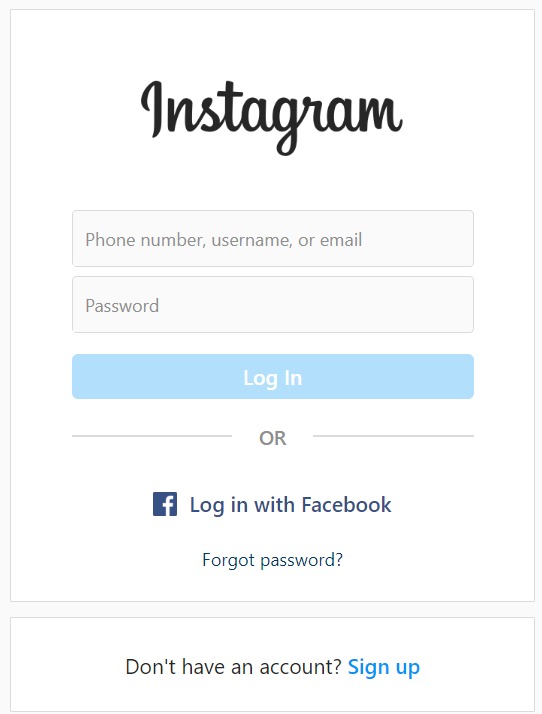 Instagram
Phone number, username, or email
Password
Log In
OR
Log in with Facebook
Forgot password?
Don't have an account? Sign up